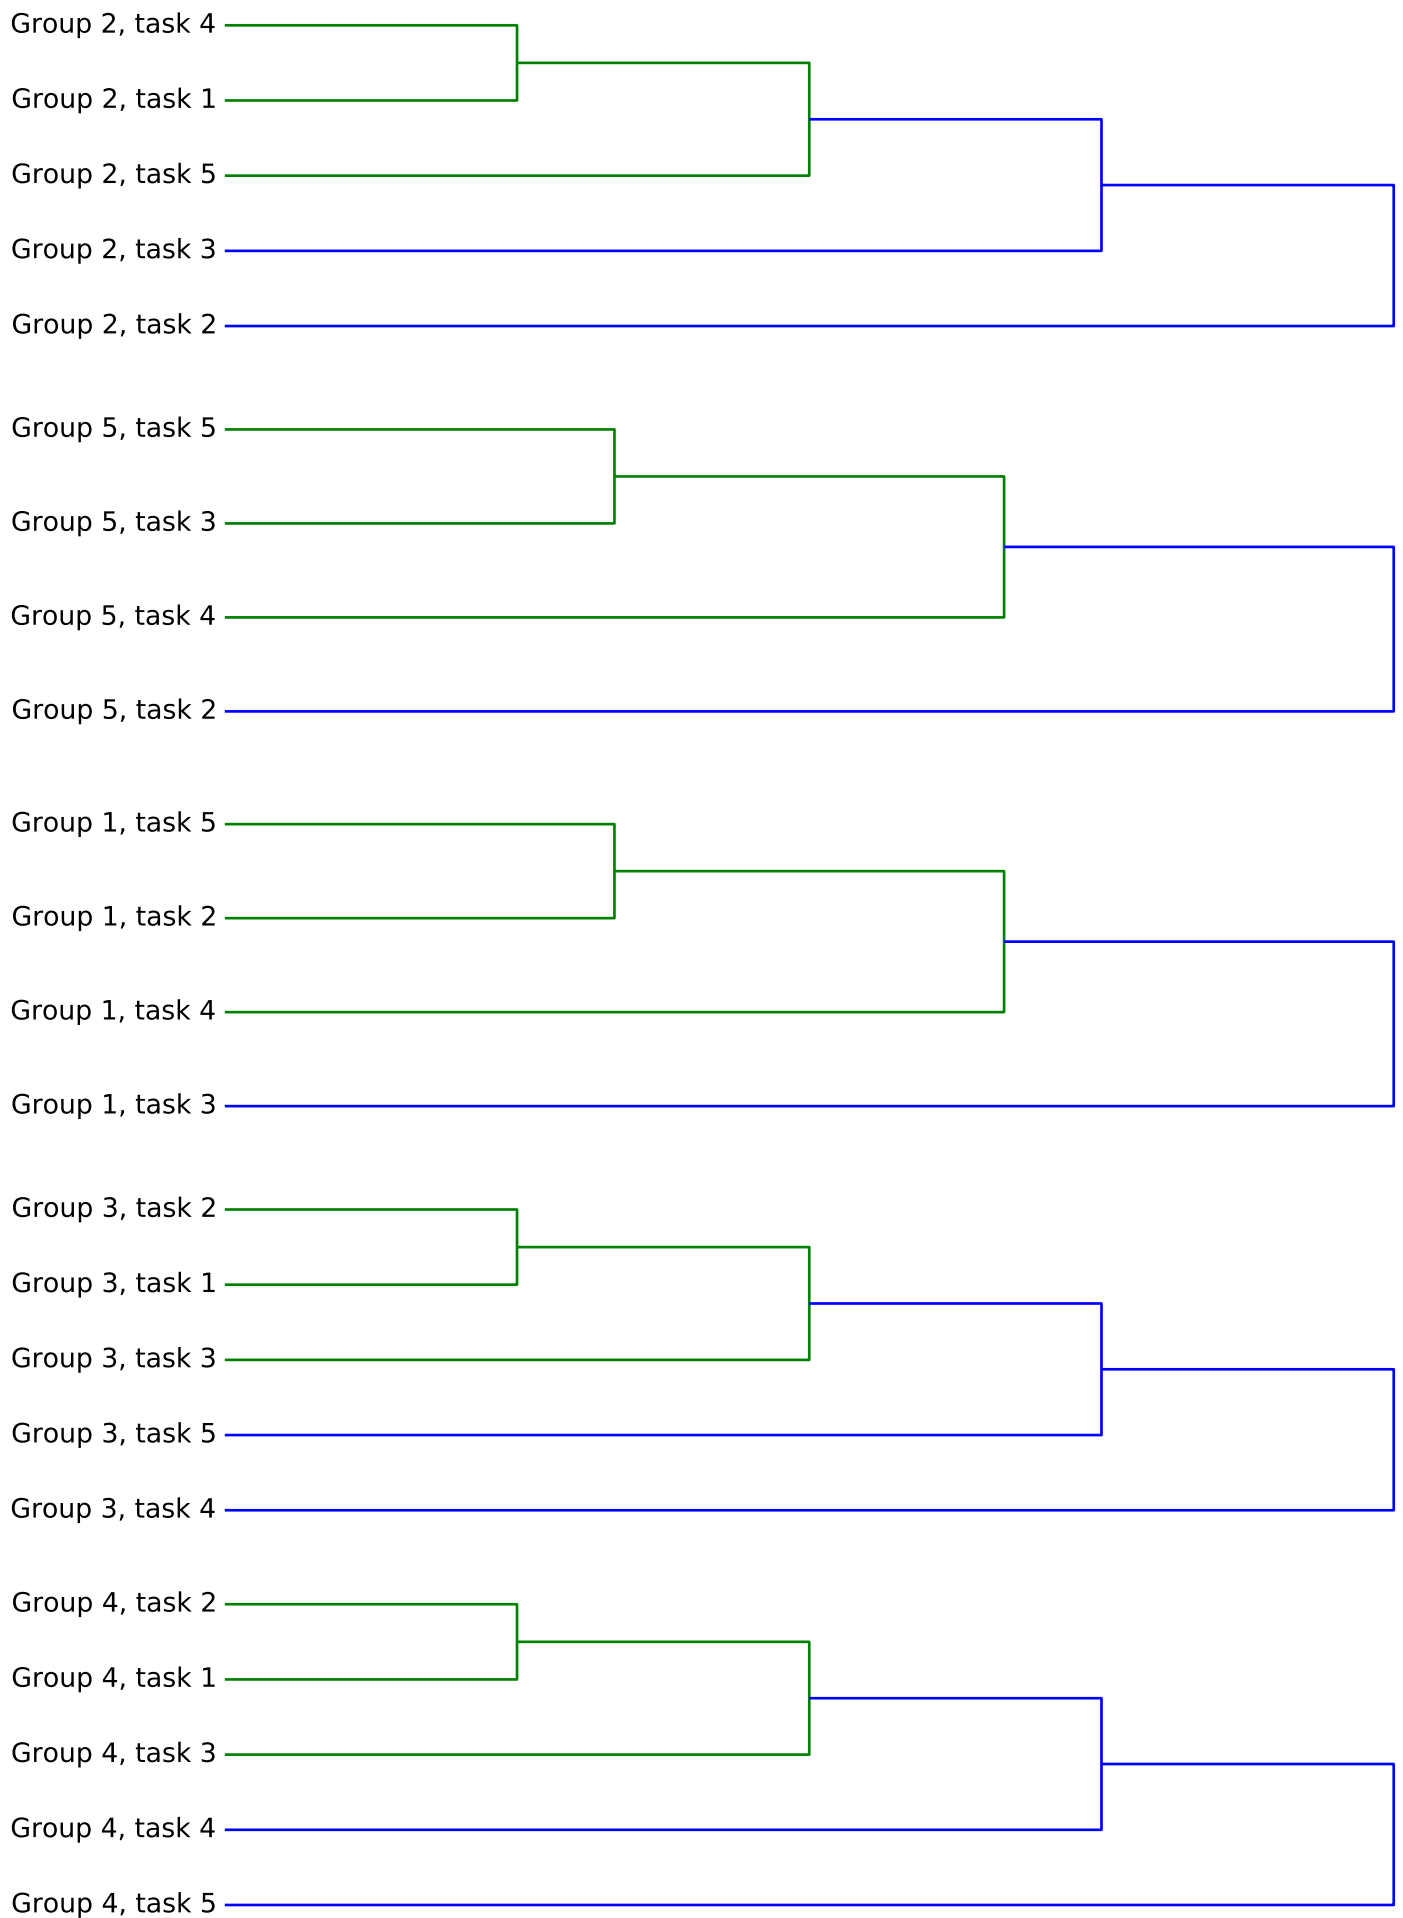 Group 2, task 4
Group 2, task 1
Group 2, task 5
Group 2, task 3
Group 2, task 2
Group 5, task 5
Group 5, task 3
Group 5, task 4
Group 5, task 2
Group 1, task 5
Group 1, task 2
Group 1, task 4
Group 1, task 3
Group 3, task 2
Group 3, task 1
Group 3, task 3
Group 3, task 5
Group 3, task 4
Group 4, task 2
Group 4, task 1
Group 4, task 3
Group 4, task 4
Group 4, task 5